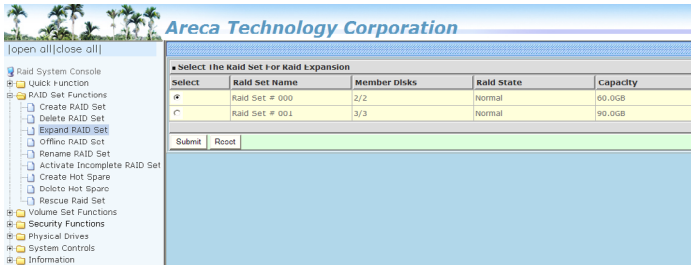 Areca Technology Corporation
|open all|close all|
Raid System Console
Quick Function
RAID Set Functions
Create RAID Set
Delete RAID Set
Expand RAID Set
Offline RAID Set
Rename RAID Set
Activate Incomplete RAID Set
Create Hot Spare
Delete Hot Spare
Rescue Raid Set
Volume Set Functions
Security Functions
Physical Drives
System Controls
Information
Select The Raid Set For Raid Expansion
Select Raid Set Name Member Disks Raid State Capacity
Raid Set # 000 2/2 Normal 60.0GB
Raid Set # 001 3/3 Normal 90.0GB
Submit Reset